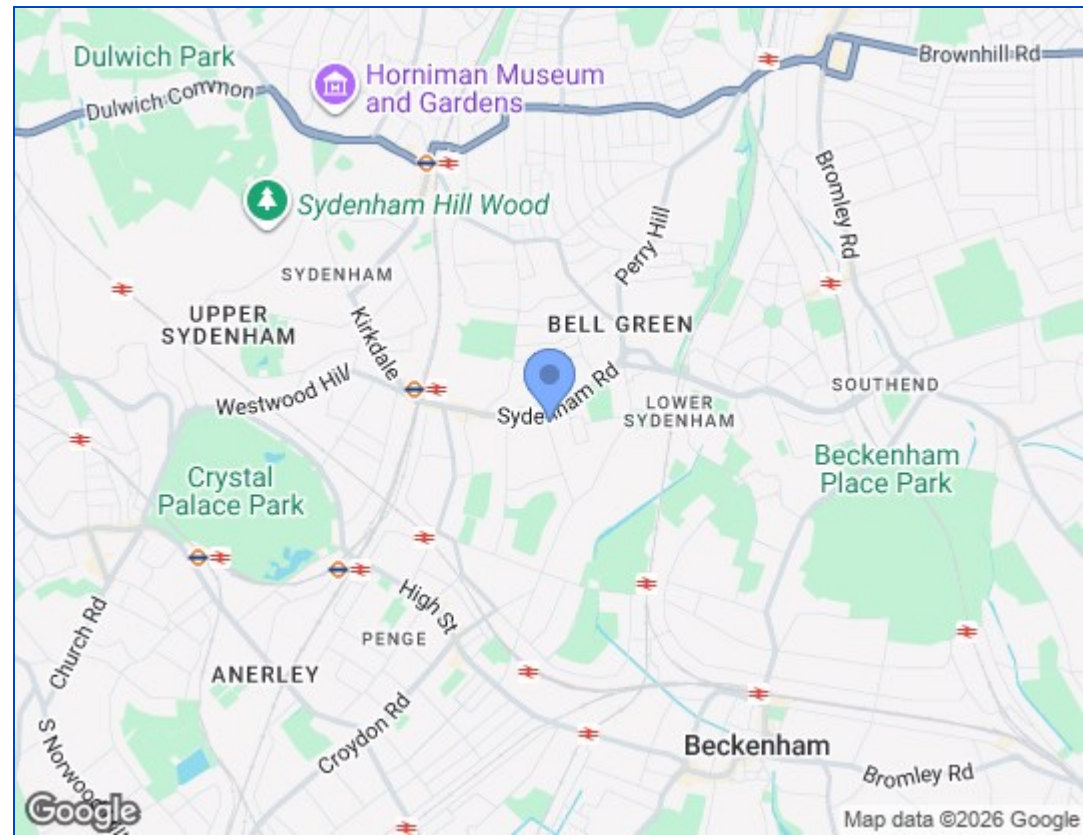 Dulwich Park
Dulwich Common
Horniman Museum
and Gardens
Brownhill Rd
Sydenham Hill Wood
Bromley Rd
Perry Hill
SYDENHAM
UPPER
SYDENHAM
Kirkdale
BELL GREEN
Westwood Hill
Sydenham Rd
LOWER
SYDENHAM
SOUTHEND
Crystal
Palace Park
Beckenham
Place Park
High St
PENGE
Church Rd
ANERLEY
Croydon Rd
S Norwood
Beckenham
Bromley Rd
Google
Map data ©2026 Google